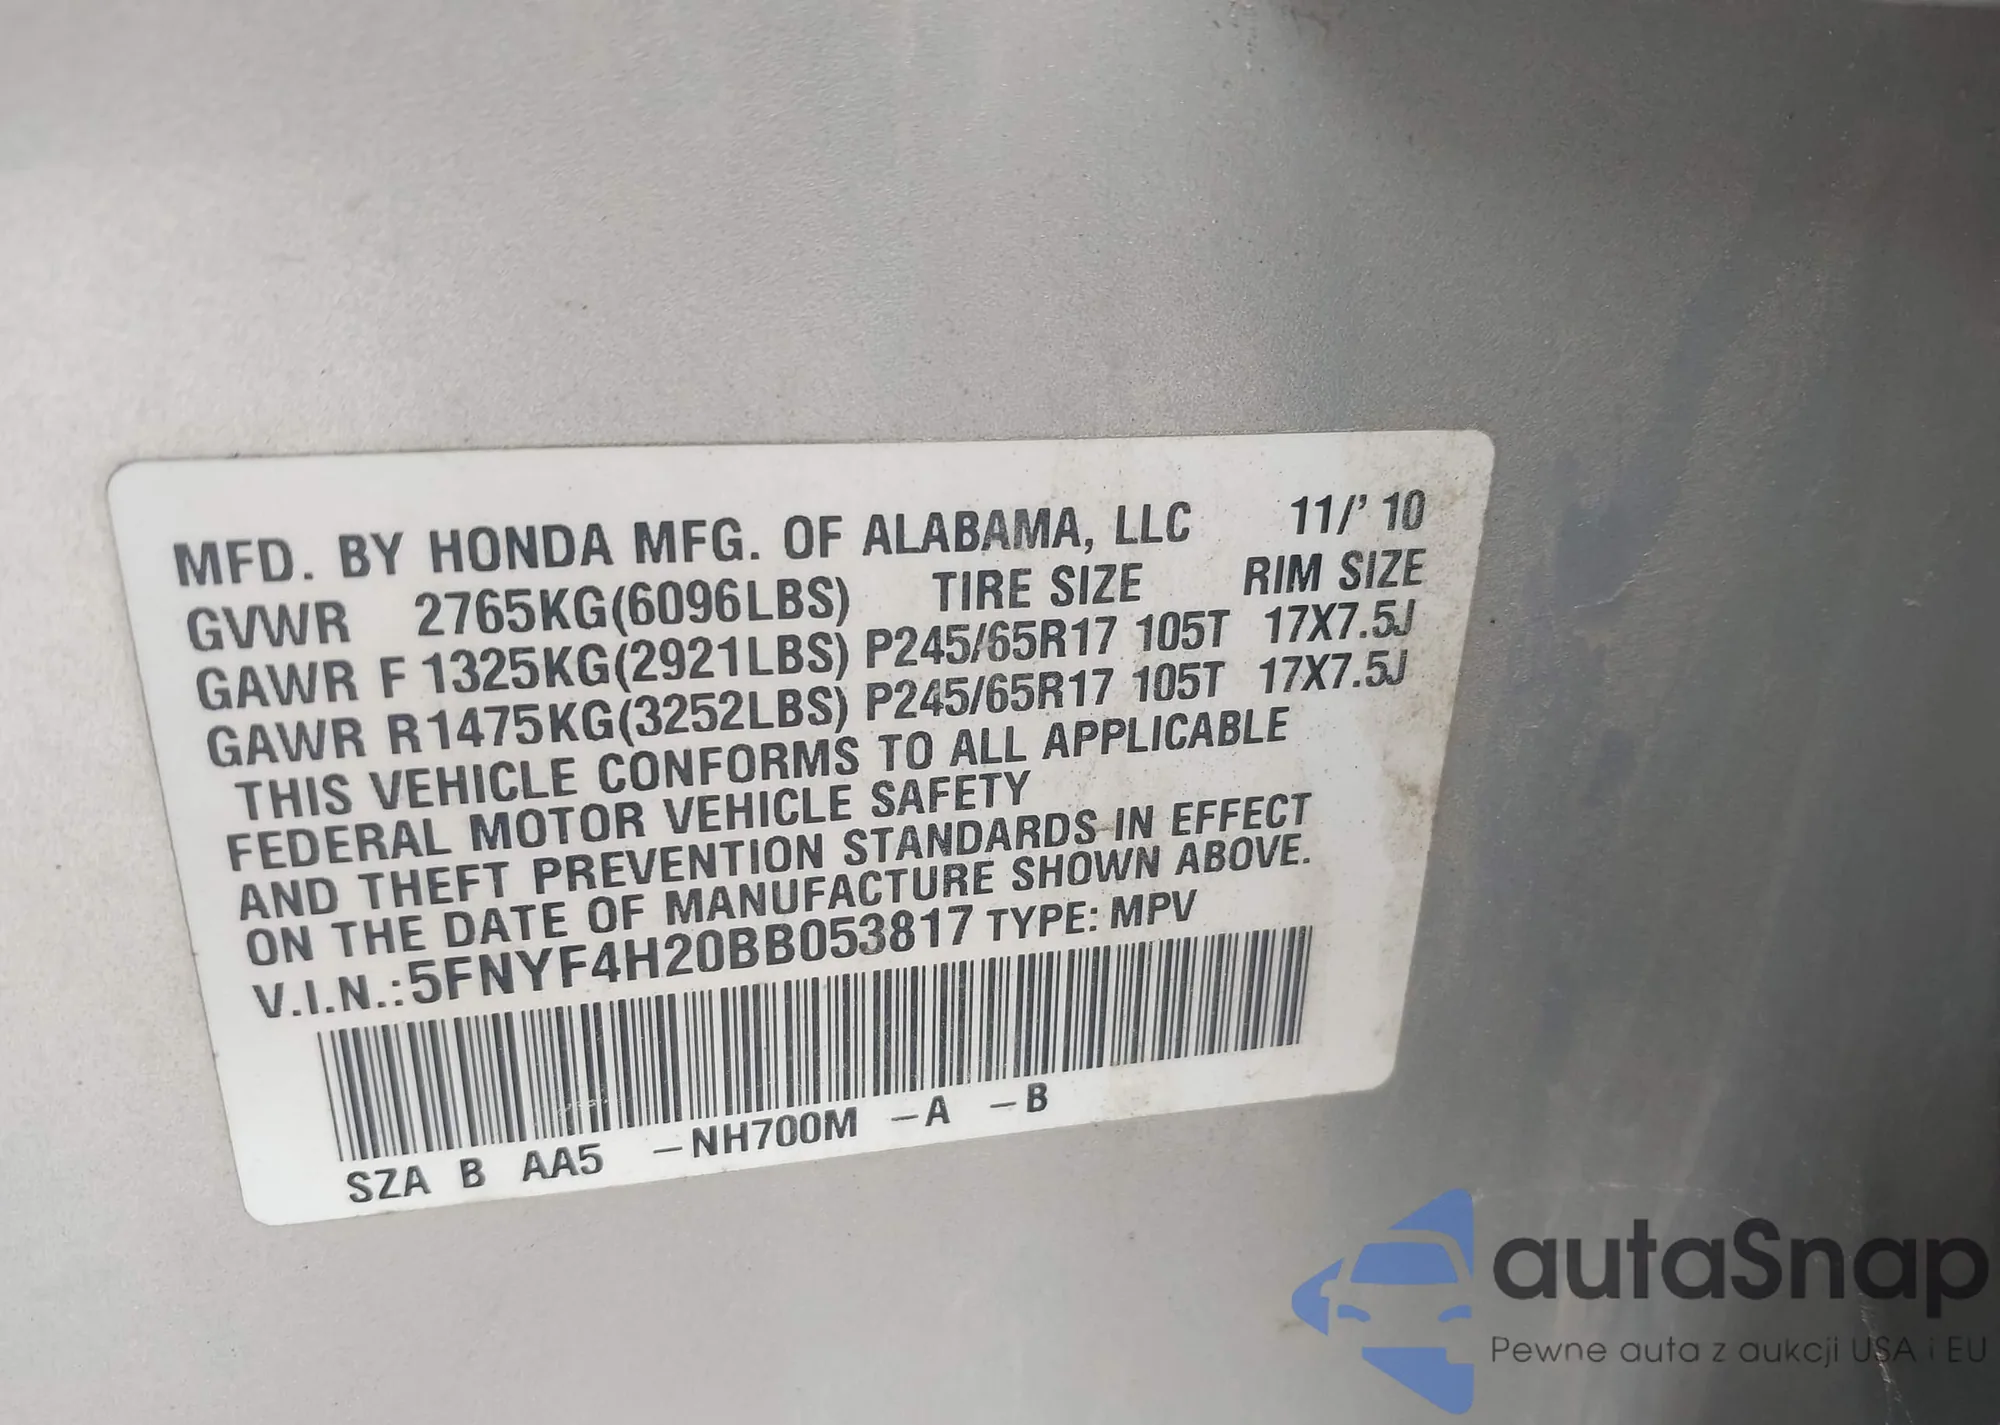 MFD. BY HONDA MFG. OF ALABAMA, LLC 11/' 10
GVWR 2765KG(6096LBS) TIRE SIZE RIM SIZE
GAWR F 1325KG(2921LBS) P245/65R17 105T 17X7.5J
GAWR R1475KG(3252LBS) P245/65R17 105T 17X7.5J
THIS VEHICLE CONFORMS TO ALL APPLICABLE
FEDERAL MOTOR VEHICLE SAFETY
AND THEFT PREVENTION STANDARDS IN EFFECT
ON THE DATE OF MANUFACTURE SHOWN ABOVE.
V.I.N.:5FNYF4H20BB053817 TYPE: MPV
SZA B AA5 –NH700M –A –B
autaSnap
Pewne auta z aukcji USA i EU